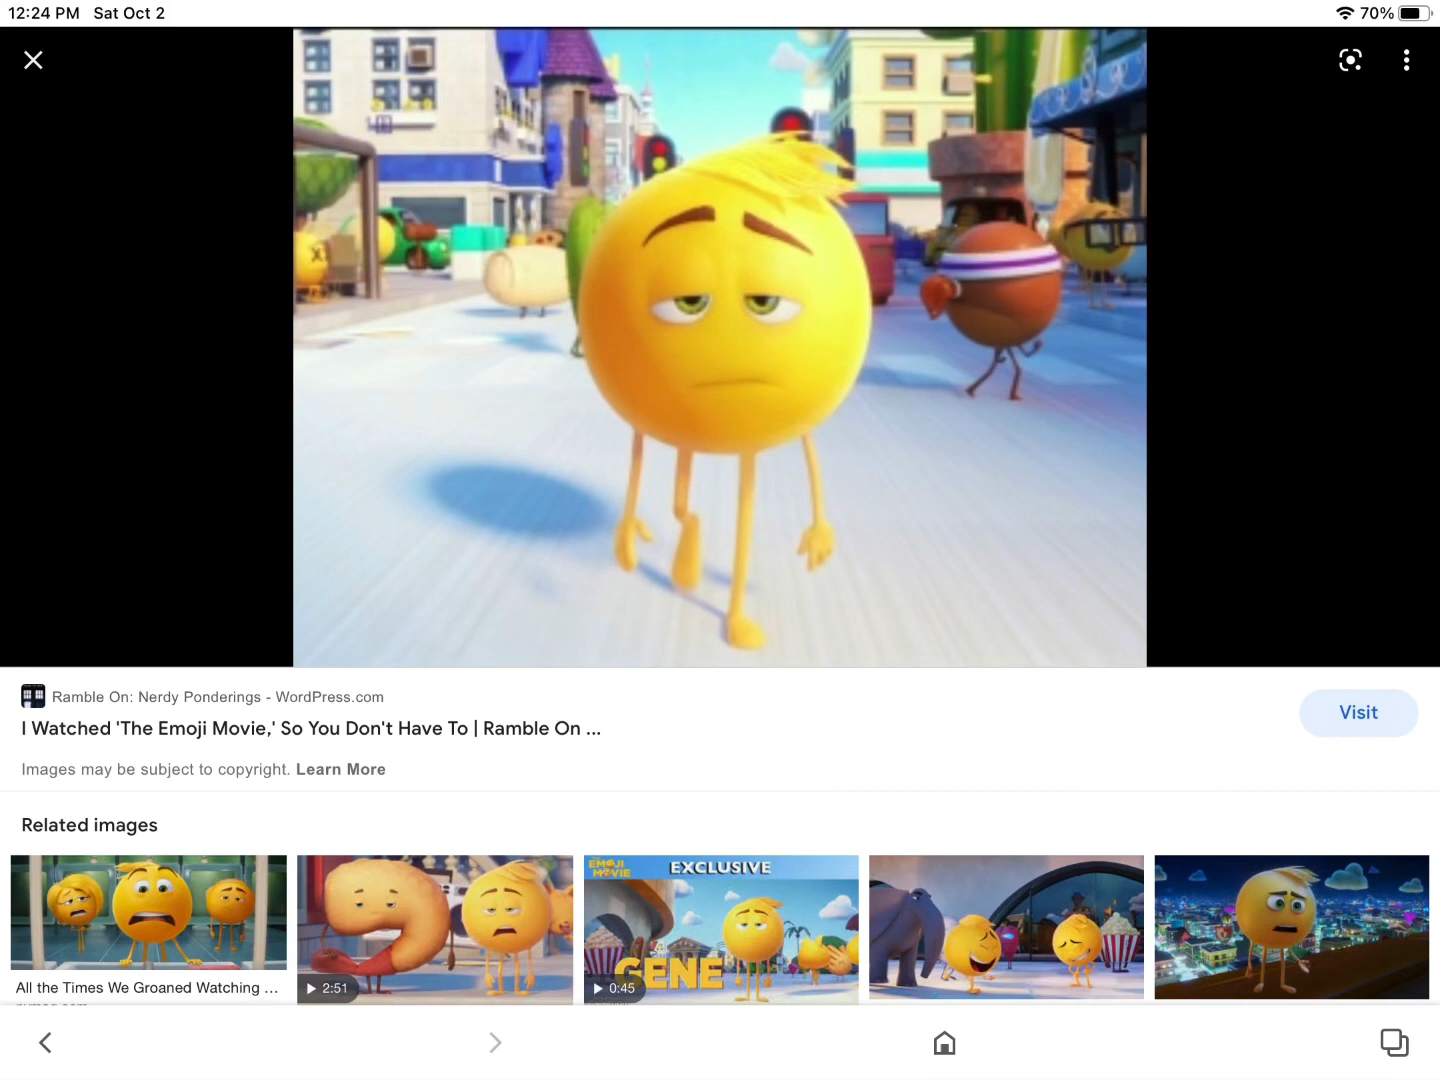 12:24 PM Sat Oct 2
70%
Ramble On: Nerdy Ponderings - WordPress.com
I Watched 'The Emoji Movie,' So You Don't Have To | Ramble On ...
Visit
Images may be subject to copyright. Learn More
Related images
EMOJI MOVIE
EXCLUSIVE
GENE
2:51
0:45
All the Times We Groaned Watching ...